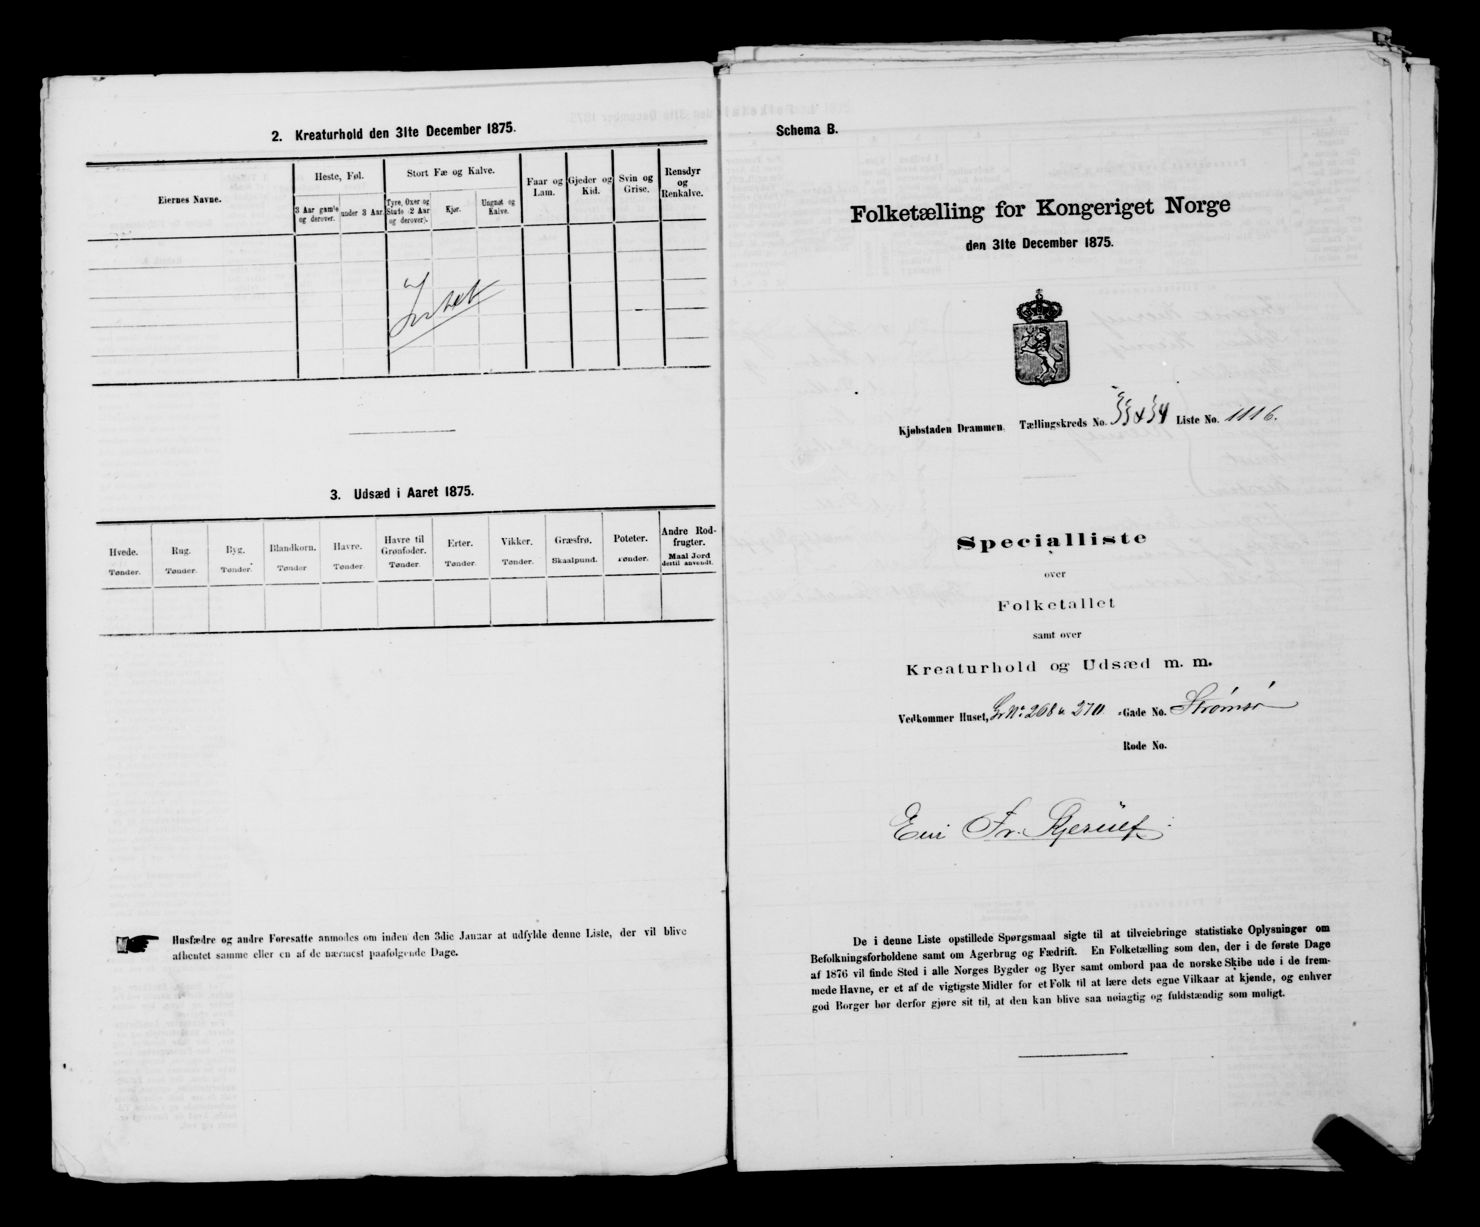 2. Kreaturhold den 31te December 1875.
Eiernes Navne.
Heste, Føl.
Stort Fæ og Kalve.
Faar og Lam.
Gjeder og Kid.
Svin og Grise.
Rensdyr og Renkalve.
3 Aar gamle og derover.
under 3 Aar.
Tyre, Oxer og Stude (2 Aar og derover).
Kjør.
Ungnøt og Kalve.
Intet
3. Udsæd i Aaret 1875.
Hvede.
Rug.
Byg.
Blandkorn.
Havre.
Havre til Grønfoder.
Erter.
Vikker.
Græsfrø.
Poteter.
Andre Rodfrugter.
Tønder.
Tønder.
Tønder.
Tønder
Tønder.
Tønder.
Tønder.
Tønder.
Skaalpund.
Tønder.
Maal Jord dertil anvendt.
Husfædre og andre Foresatte anmodes om inden den 3die Januar at udfylde denne Liste, der vil blive
afhentet samme eller en af de nærmest paafølgende Dage.
Schema B.
Folketælling for Kongeriget Norge
den 31te December 1875.
Kjøbstaden Drammen. Tællingskreds No. 33 & 34 Liste No. 1116.
Specialliste
over
Folketallet
samt over
Kreaturhold og Udsæd m. m.
Vedkommer Huset, Gr No 268 & 270 Gade No. Strømsø
Rode No.
Eier Fr. Kjerulf
De i denne Liste opstillede Spørgsmaal sigte til at tilveiebringe statistiske Oplysninger om
Befolkningsforholdene samt om Agerbrug og Fædrift. En Folketælling som den, der i de første Dage
af 1876 vil finde Sted i alle Norges Bygder og Byer samt ombord paa de norske Skibe ude i de frem-
mede Havne, er et af de vigtigste Midler for et Folk til at lære dets egne Vilkaar at kjende, og enhver
god Borger bør derfor gjøre sit til, at den kan blive saa nøiagtig og fuldstændig som muligt.